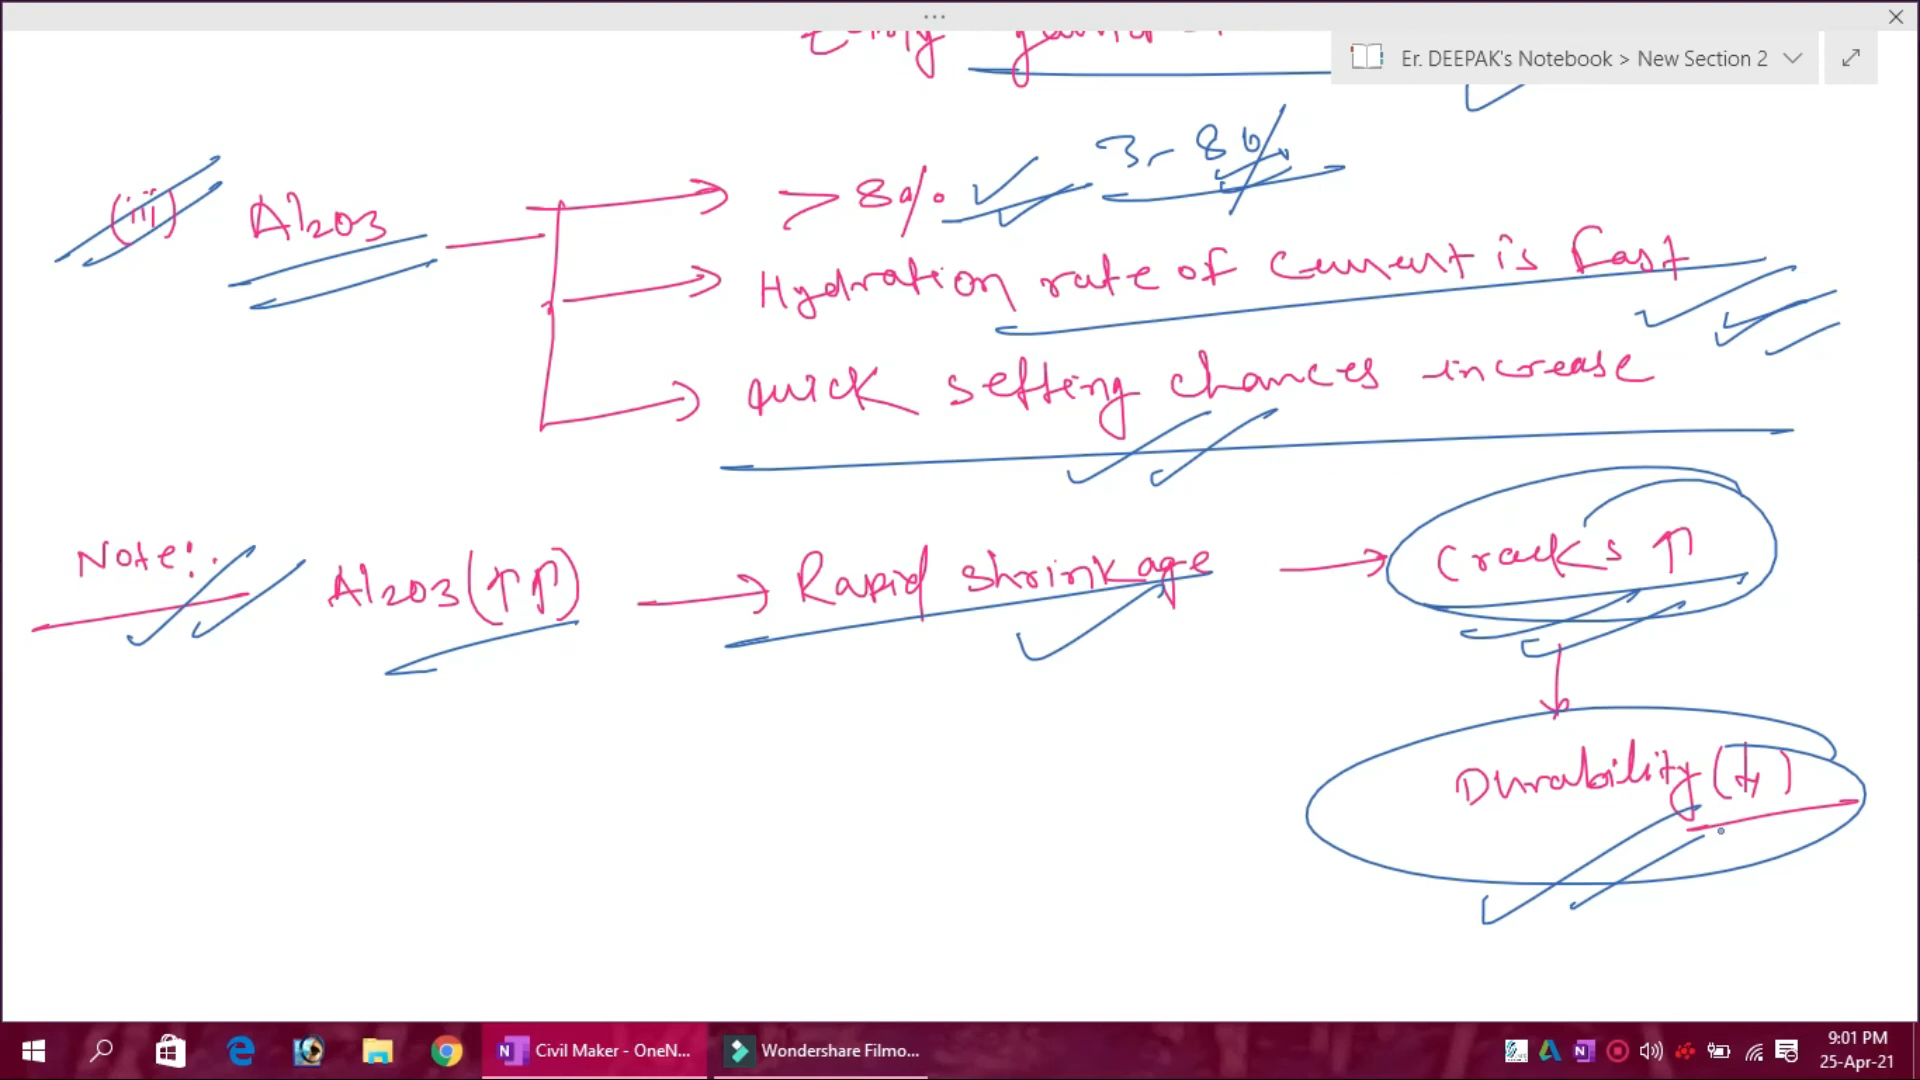 Er. DEEPAK's Notebook > New Section 2
3 - 8%
(iii) Al2O3 → > 8%
→ Hydration rate of cement is fast
→ quick setting chances increase
Note:.
Al2O3 (↑↑) → Rapid shrinkage → Cracks ↑
Durability (↓)
Civil Maker - OneN...
Wondershare Filmo...
9:01 PM
25-Apr-21